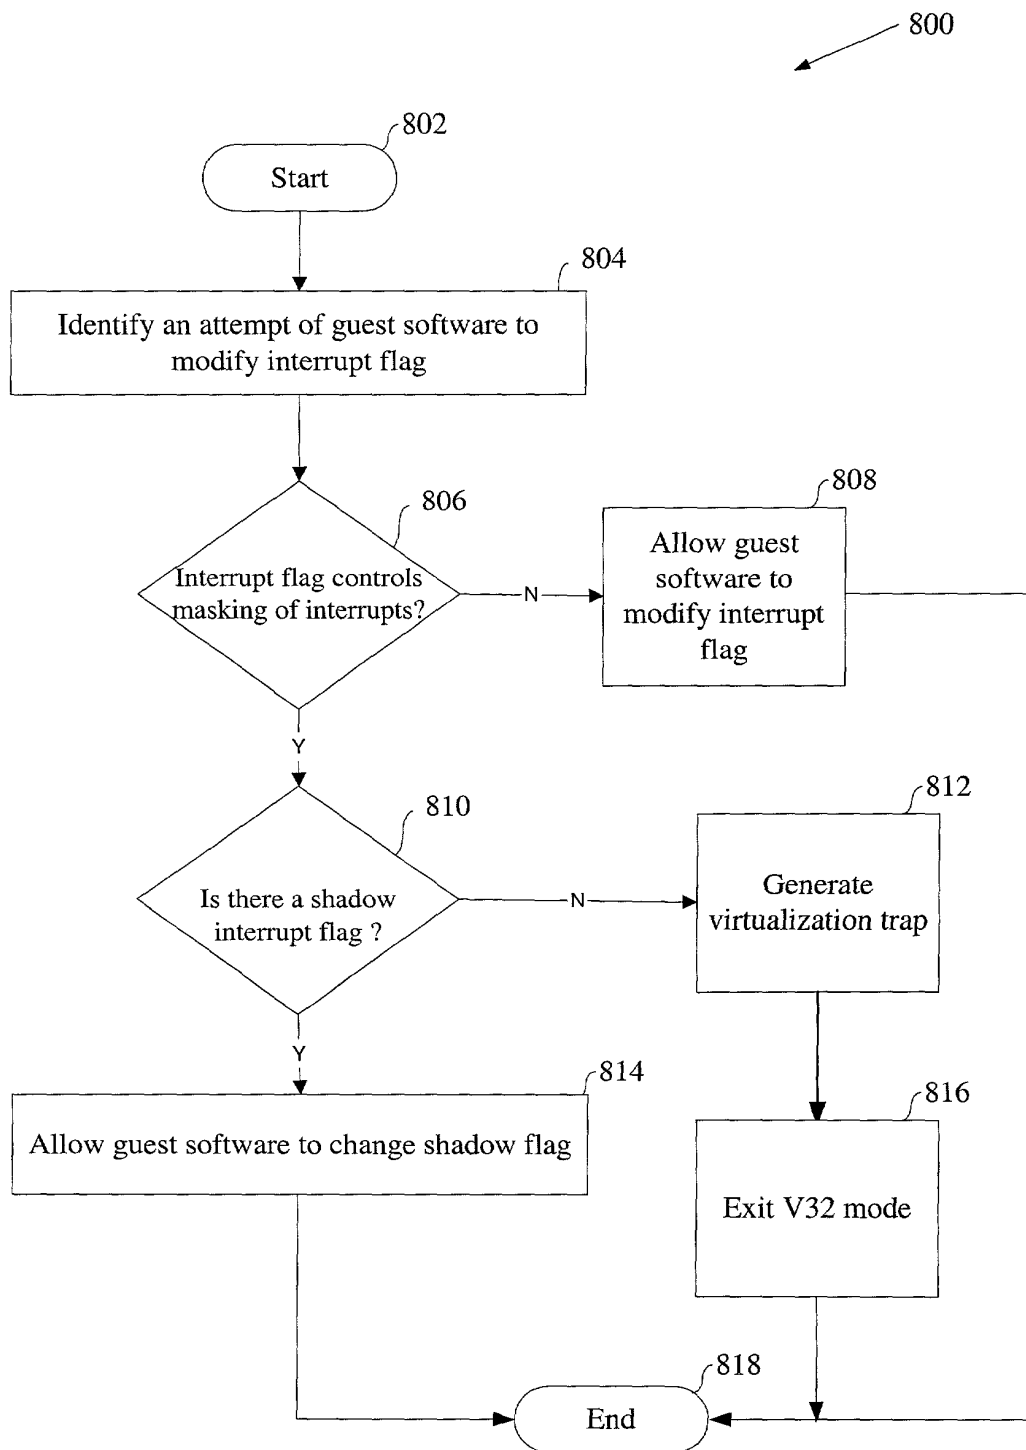 800
802
Start
804
Identify an attempt of guest software to
modify interrupt flag
806
Interrupt flag controls
masking of interrupts?
N
808
Allow guest
software to
modify interrupt
flag
Y
810
Is there a shadow
interrupt flag ?
N
812
Generate
virtualization trap
Y
814
Allow guest software to change shadow flag
816
Exit V32 mode
818
End